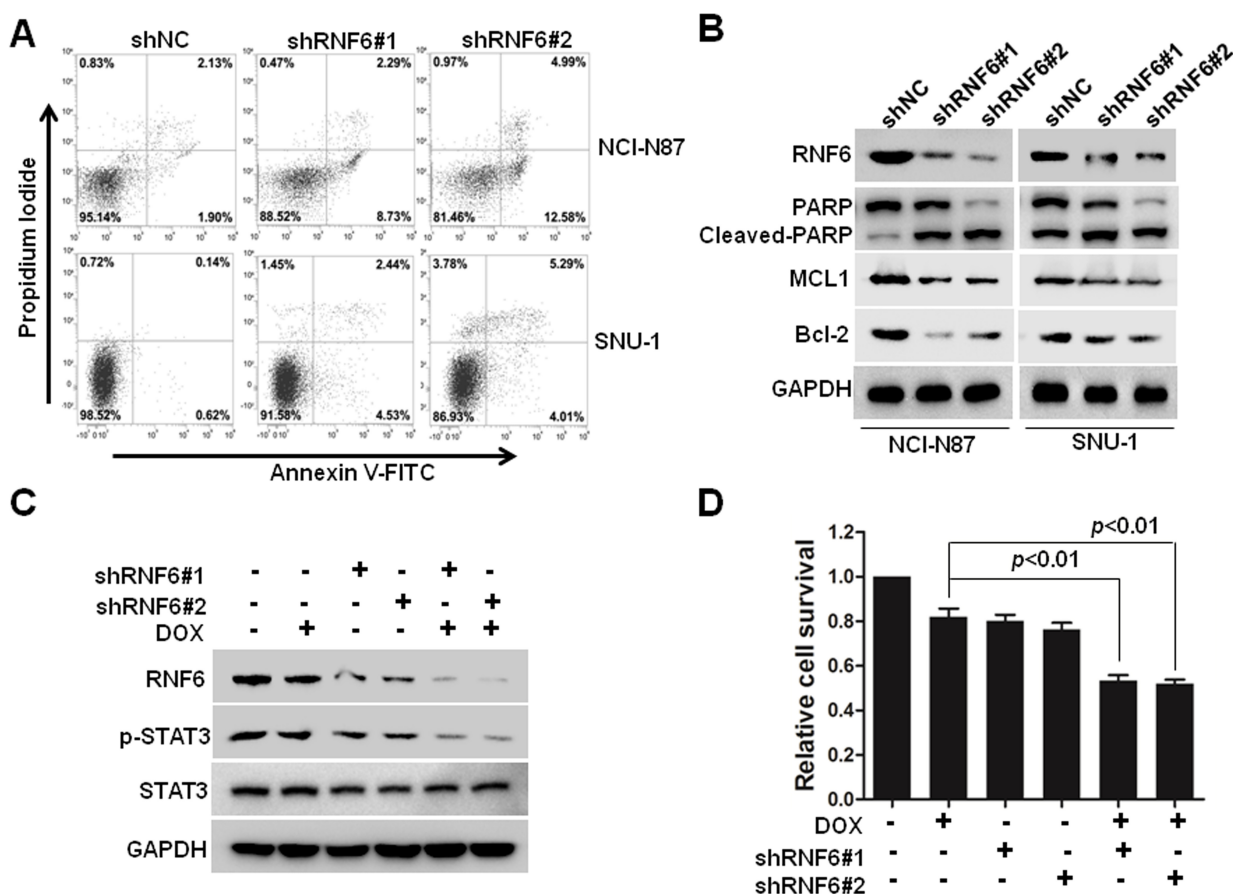 A
shNC shRNF6#1 shRNF6#2
0.83% 2.13% 0.47% 2.29% 0.97% 4.99%
NCI-N87
95.14% 1.90% 88.52% 8.73% 81.46% 12.58%
0.72% 0.14% 1.45% 2.44% 3.78% 5.29%
SNU-1
98.52% 0.62% 91.58% 4.53% 86.93% 4.01%
Propidium Iodide
Annexin V-FITC
B
shNC shRNF6#1 shRNF6#2 shNC shRNF6#1 shRNF6#2
RNF6
PARP
Cleaved-PARP
MCL1
Bcl-2
GAPDH
NCI-N87 SNU-1
C
shRNF6#1 - - + - + -
shRNF6#2 - - - + - +
DOX - + - - + +
RNF6
p-STAT3
STAT3
GAPDH
D
Relative cell survival
1.2
1.0
0.8
0.6
0.4
0.2
0.0
p<0.01
p<0.01
DOX - + - - + +
shRNF6#1 - - + - + -
shRNF6#2 - - - + - +